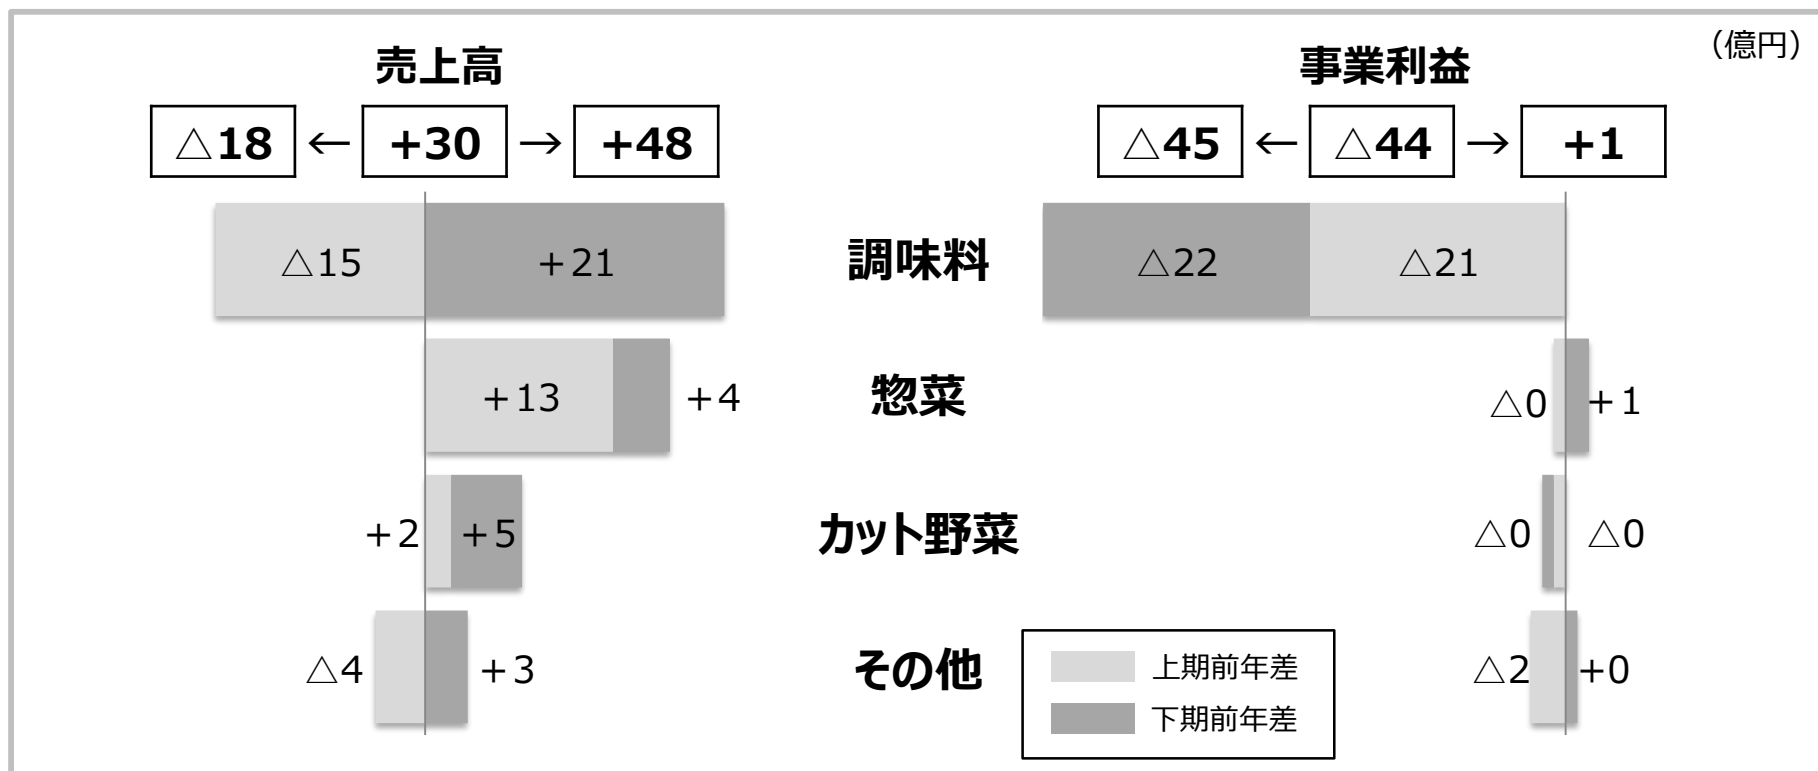 (億円)
売上高
事業利益
△18 ← +30 → +48
△45 ← △44 → +1
△15 +21 調味料 △22 △21
+13 +4 惣菜 △0 +1
+2 +5 カット野菜 △0 △0
△4 +3 その他 △2 +0
上期前年差
下期前年差